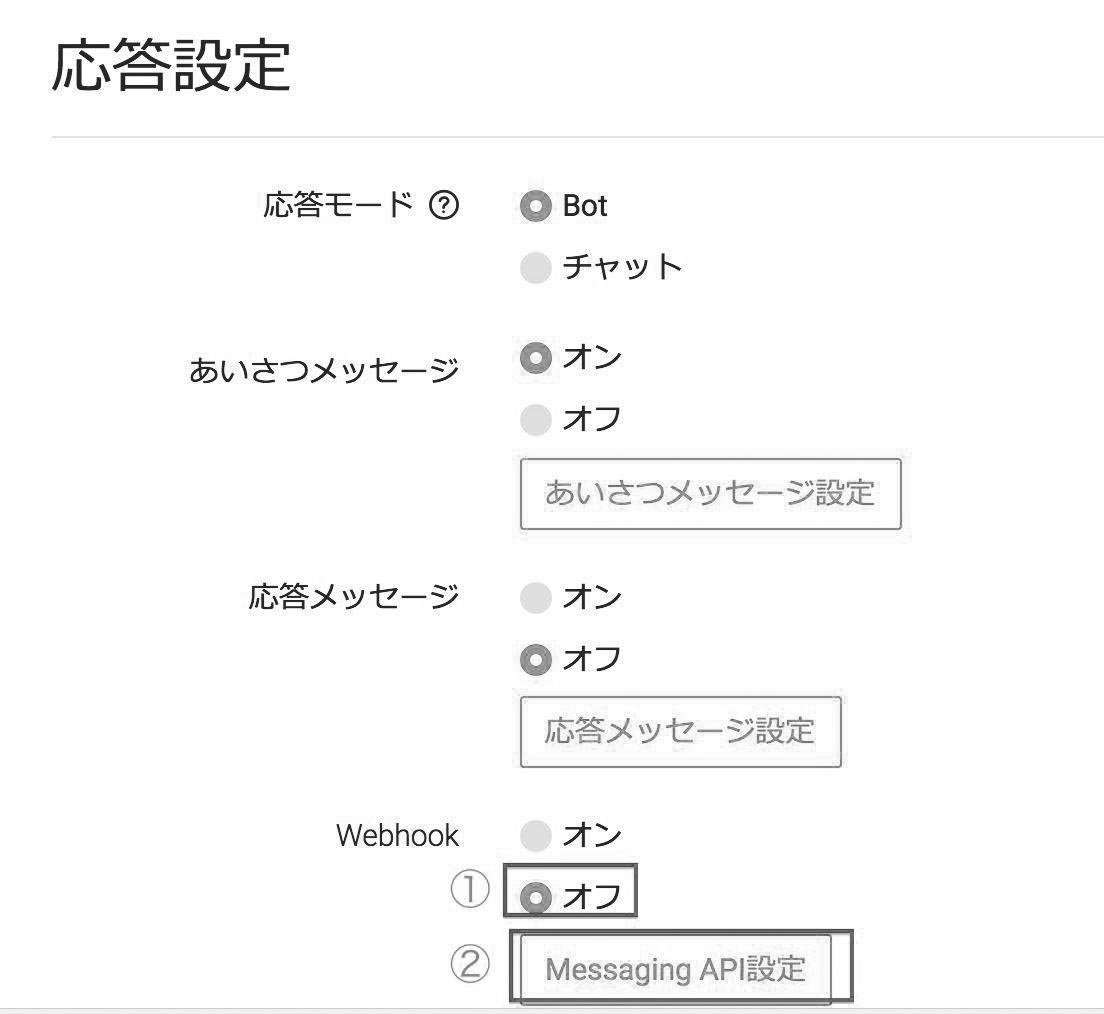 応答設定
応答モード ? Bot
チャット
あいさつメッセージ オン
オフ
あいさつメッセージ設定
応答メッセージ オン
オフ
応答メッセージ設定
Webhook オン
① オフ
② Messaging API設定